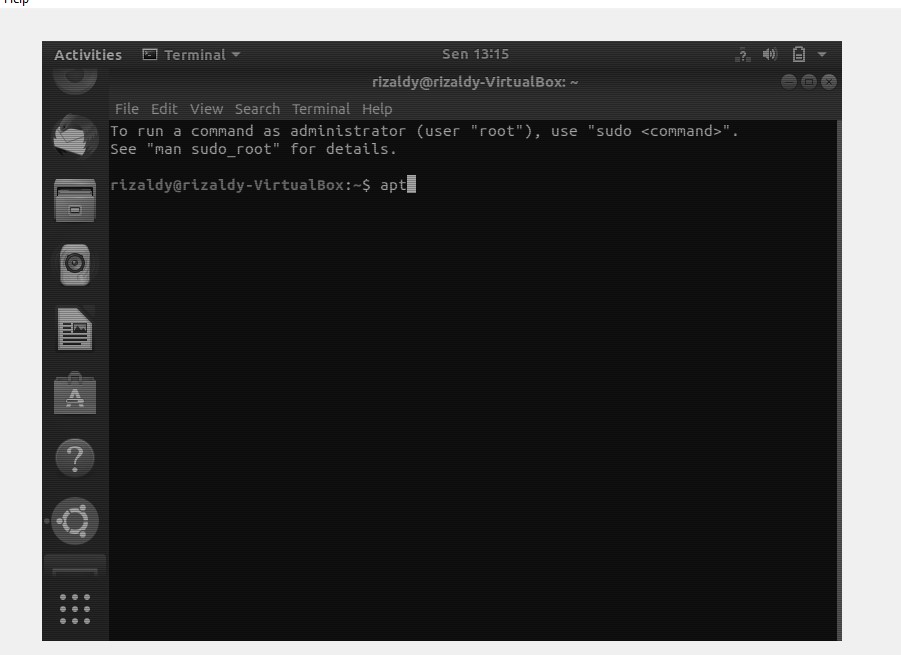 Help
Activities Terminal Sen 13:15
rizaldy@rizaldy-VirtualBox: ~
File Edit View Search Terminal Help
To run a command as administrator (user "root"), use "sudo <command>".
See "man sudo_root" for details.
rizaldy@rizaldy-VirtualBox:~$ apt